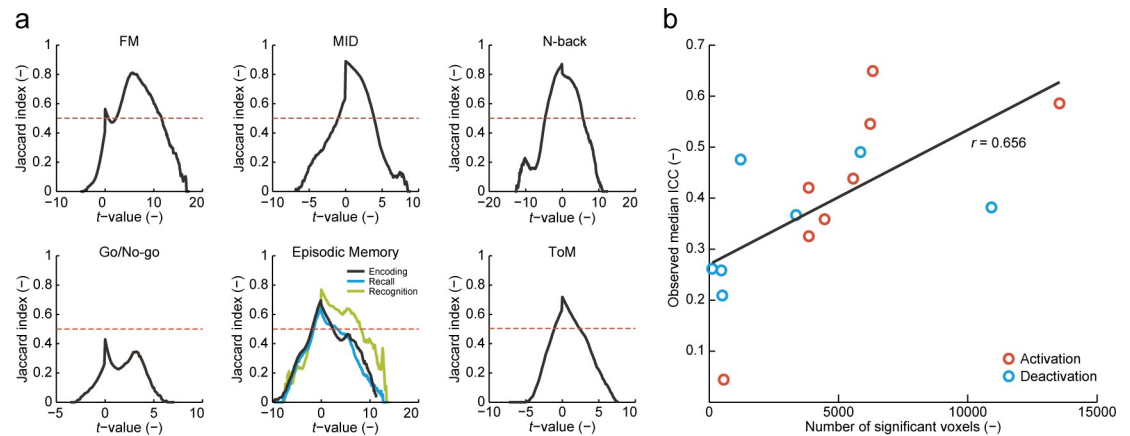 a
FM
Jaccard index (−)
1
0.8
0.6
0.4
0.2
0
−10 0 10 20
t-value (−)
MID
Jaccard index (−)
1
0.8
0.6
0.4
0.2
0
−10 −5 0 5 10
t-value (−)
N-back
Jaccard index (−)
1
0.8
0.6
0.4
0.2
0
−20 −10 0 10 20
t-value (−)
Go/No-go
Jaccard index (−)
1
0.8
0.6
0.4
0.2
0
−5 0 5 10
t-value (−)
Episodic Memory
Encoding
Recall
Recognition
Jaccard index (−)
1
0.8
0.6
0.4
0.2
0
−10 0 10 20
t-value (−)
ToM
Jaccard index (−)
1
0.8
0.6
0.4
0.2
0
−10 −5 0 5 10
t-value (−)
b
Observed median ICC (−)
0.7
0.6
0.5
0.4
0.3
0.2
0.1
r = 0.656
Activation
Deactivation
0 5000 10000 15000
Number of significant voxels (−)